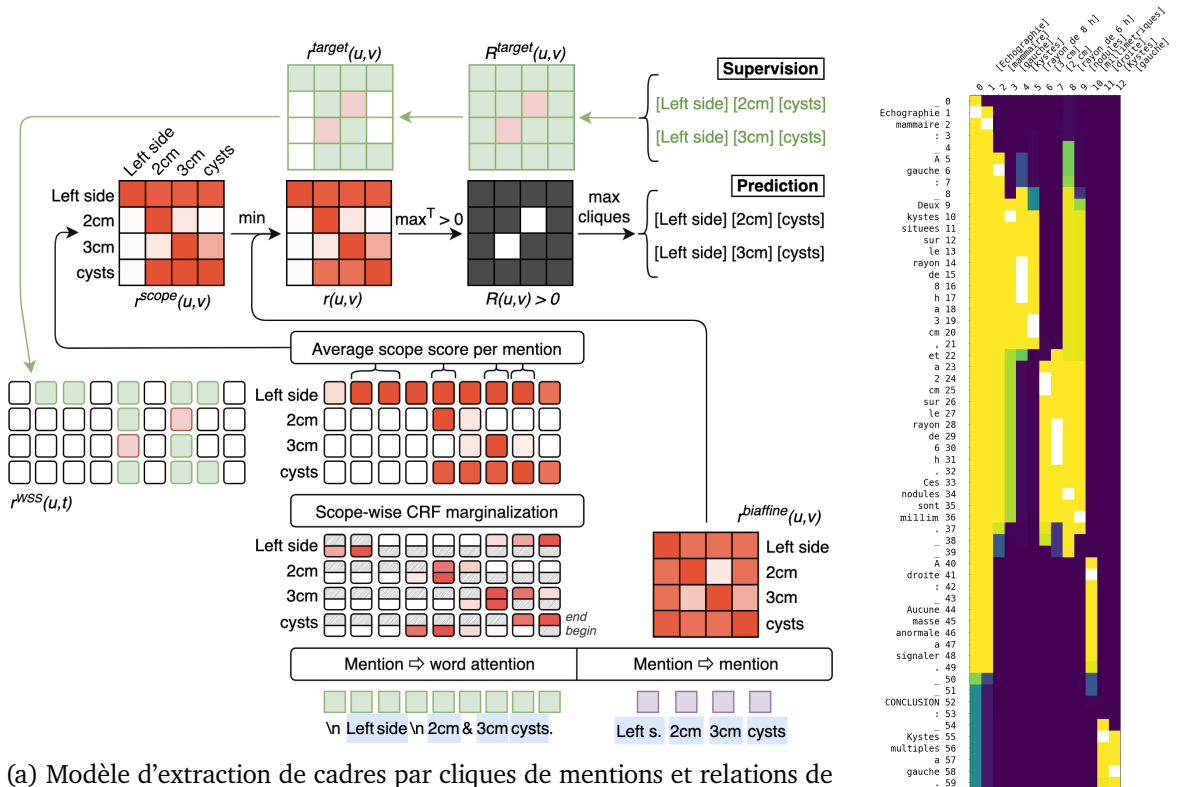 r^target(u,v)
R^target(u,v)
Supervision
[Left side] [2cm] [cysts]
[Left side] [3cm] [cysts]
Left side
2cm
3cm
cysts
Left side
2cm
3cm
cysts
min
max^T > 0
max
cliques
Prediction
[Left side] [2cm] [cysts]
[Left side] [3cm] [cysts]
r^scope(u,v)
r(u,v)
R(u,v) > 0
Average scope score per mention
Left side
2cm
3cm
cysts
r^WSS(u,t)
Scope-wise CRF marginalization
Left side
2cm
3cm
cysts
end
begin
r^biaffine(u,v)
Left side
2cm
3cm
cysts
Mention ⇨ word attention
Mention ⇨ mention
\n Left side \n 2cm & 3cm cysts.
Left s. 2cm 3cm cysts
(a) Modèle d'extraction de cadres par cliques de mentions et relations de
[Echographie]
[mammaire]
[gauche]
[kystes]
[rayon de 8 h]
[3 cm]
[2 cm]
[rayon de 6 h]
[nodules]
[millimetriques]
[droite]
[Kystes]
[gauche]
0 1 2 3 4 5 6 7 8 9 10 11 12
_ 0
Echographie 1
mammaire 2
: 3
_ 4
A 5
gauche 6
: 7
_ 8
Deux 9
kystes 10
situees 11
sur 12
le 13
rayon 14
de 15
8 16
h 17
a 18
3 19
cm 20
, 21
et 22
a 23
2 24
cm 25
sur 26
le 27
rayon 28
de 29
6 30
h 31
. 32
Ces 33
nodules 34
sont 35
millim 36
. 37
_ 38
_ 39
A 40
droite 41
: 42
_ 43
Aucune 44
masse 45
anormale 46
a 47
signaler 48
. 49
_ 50
_ 51
CONCLUSION 52
: 53
_ 54
Kystes 55
multiples 56
a 57
gauche 58
. 59